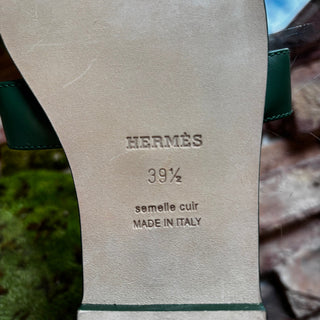 HERMÈS
39½
semelle cuir
MADE IN ITALY